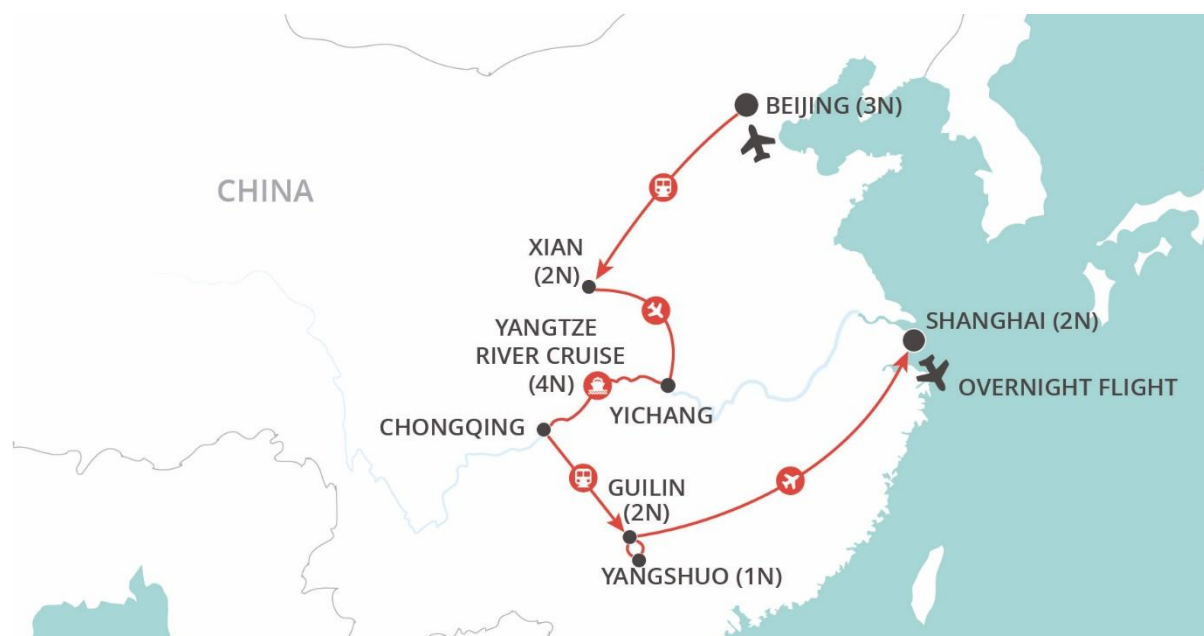 BEIJING (3N)
CHINA
XIAN
(2N)
YANGTZE
RIVER CRUISE
(4N)
SHANGHAI (2N)
OVERNIGHT FLIGHT
YICHANG
CHONGQING
GUILIN
(2N)
YANGSHUO (1N)